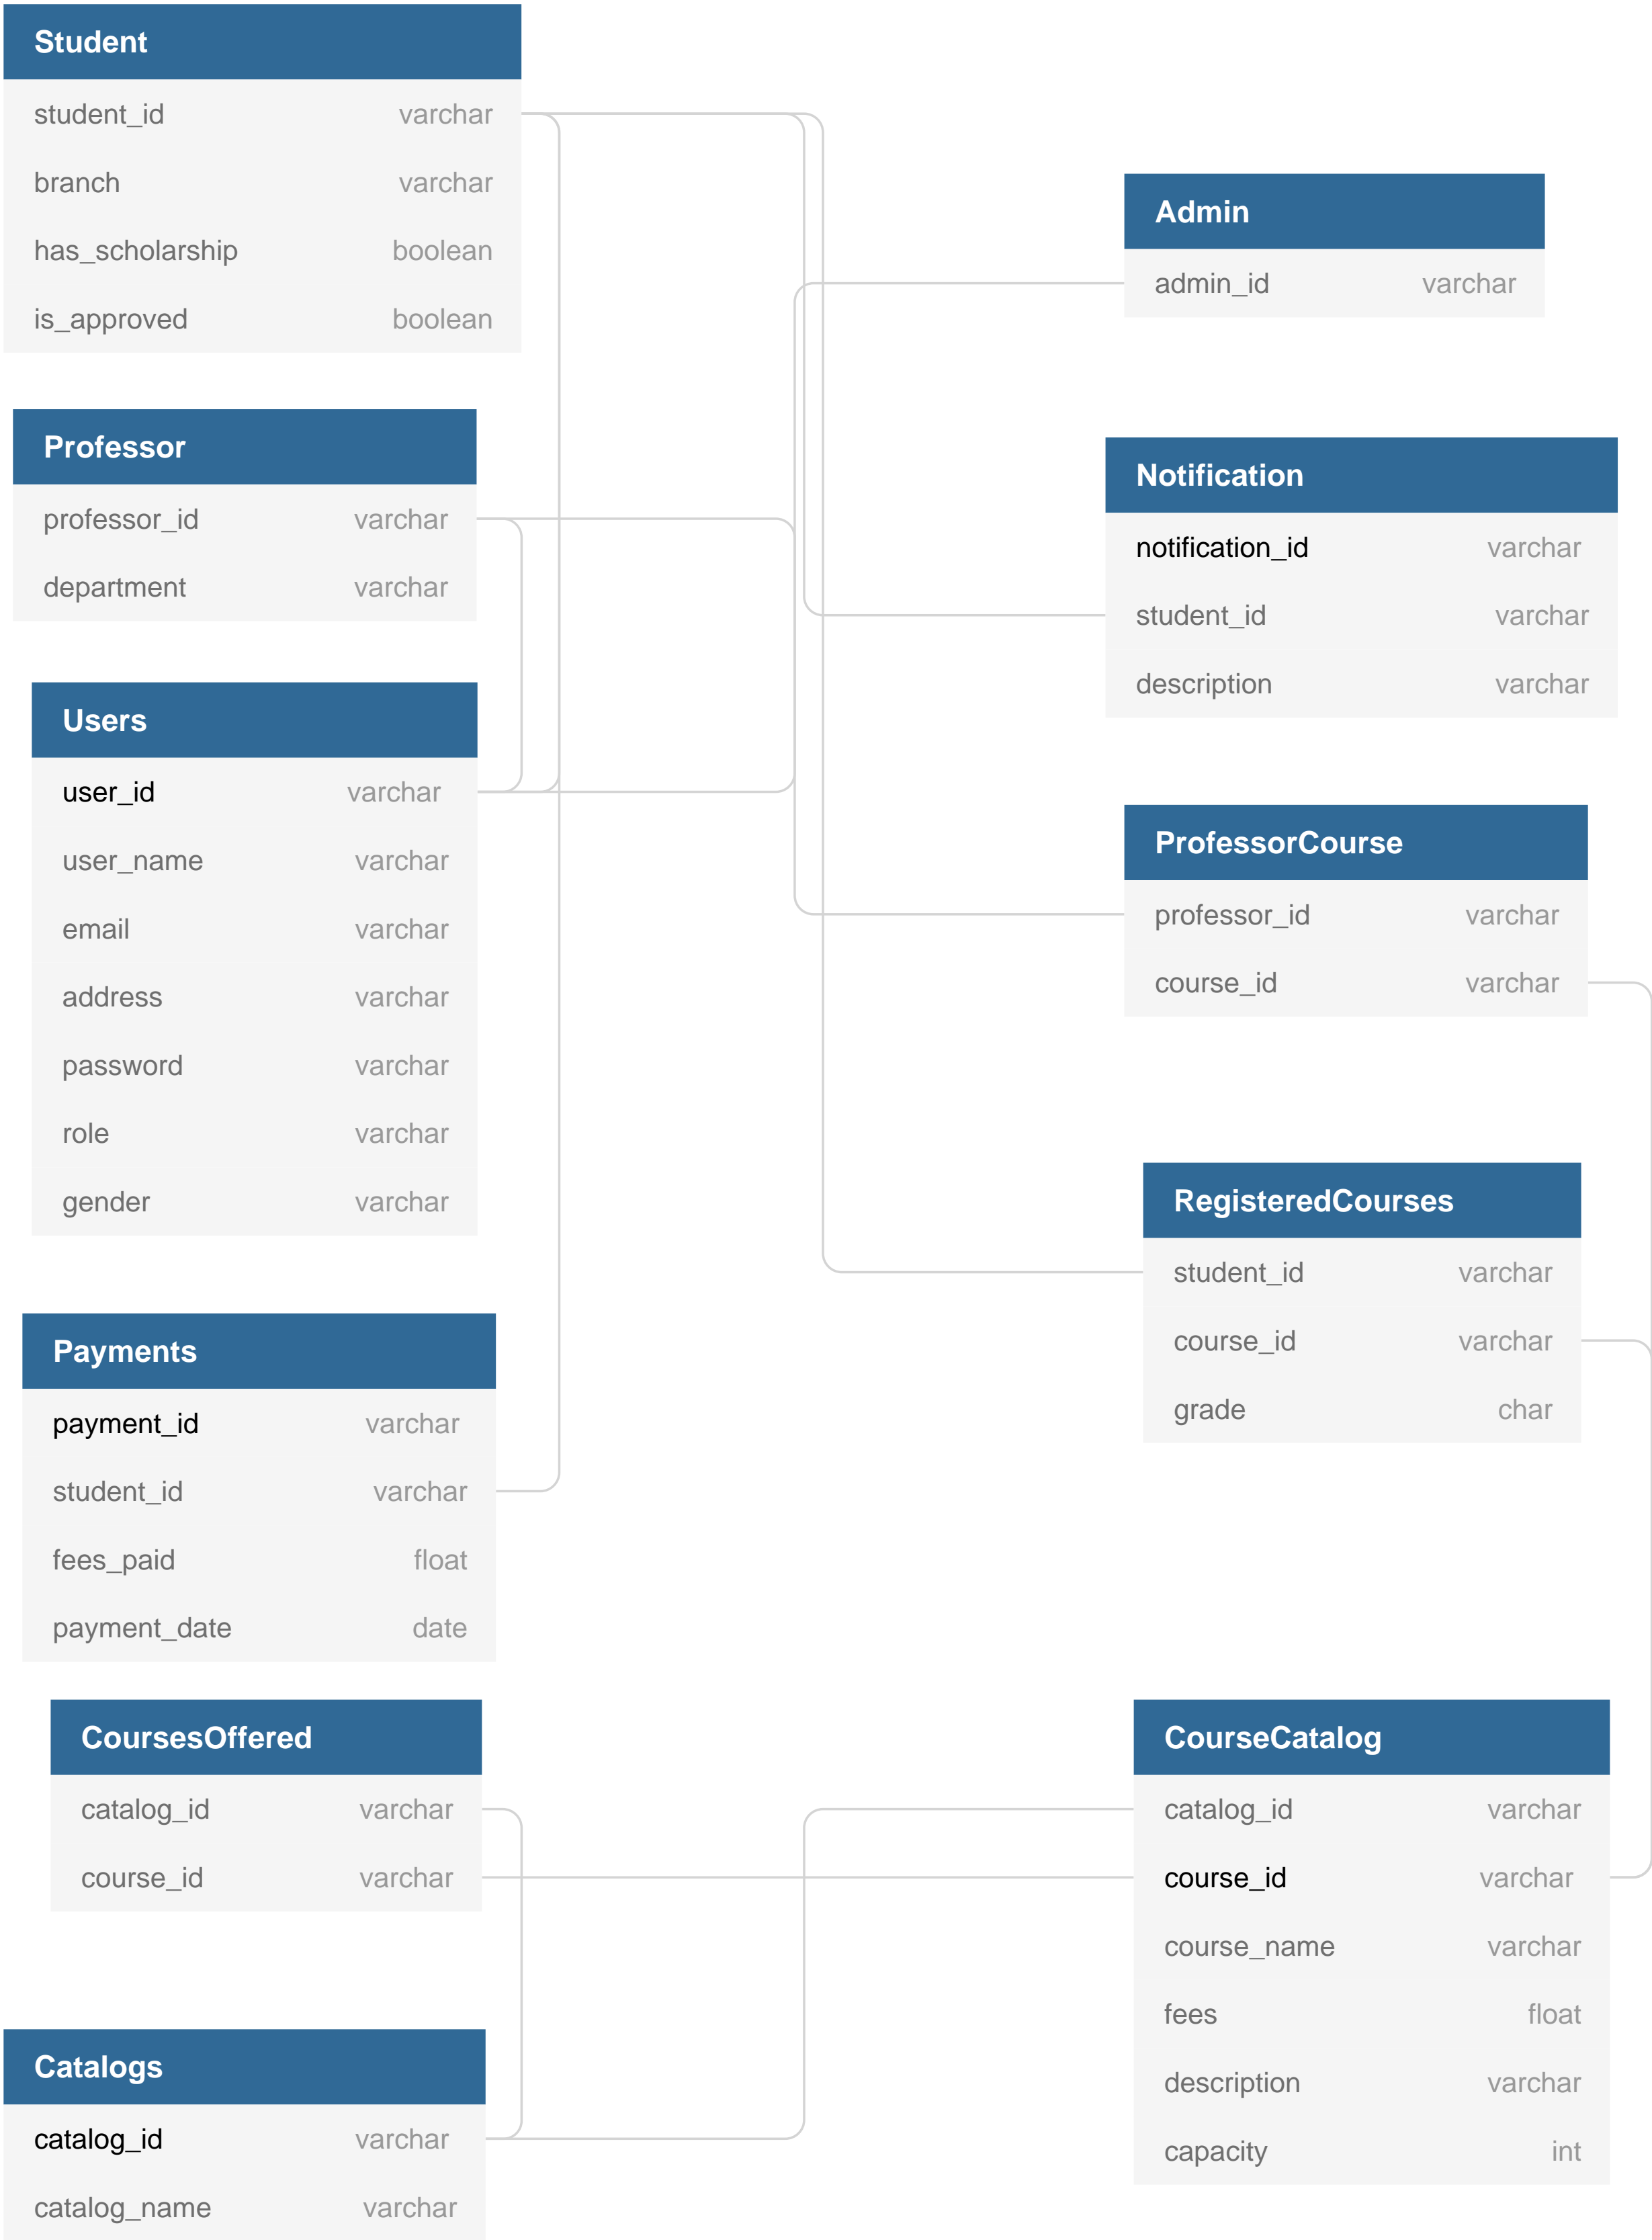 Student
student_id varchar
branch varchar
has_scholarship boolean
is_approved boolean
Professor
professor_id varchar
department varchar
Users
user_id varchar
user_name varchar
email varchar
address varchar
password varchar
role varchar
gender varchar
Payments
payment_id varchar
student_id varchar
fees_paid float
payment_date date
CoursesOffered
catalog_id varchar
course_id varchar
Catalogs
catalog_id varchar
catalog_name varchar
Admin
admin_id varchar
Notification
notification_id varchar
student_id varchar
description varchar
ProfessorCourse
professor_id varchar
course_id varchar
RegisteredCourses
student_id varchar
course_id varchar
grade char
CourseCatalog
catalog_id varchar
course_id varchar
course_name varchar
fees float
description varchar
capacity int